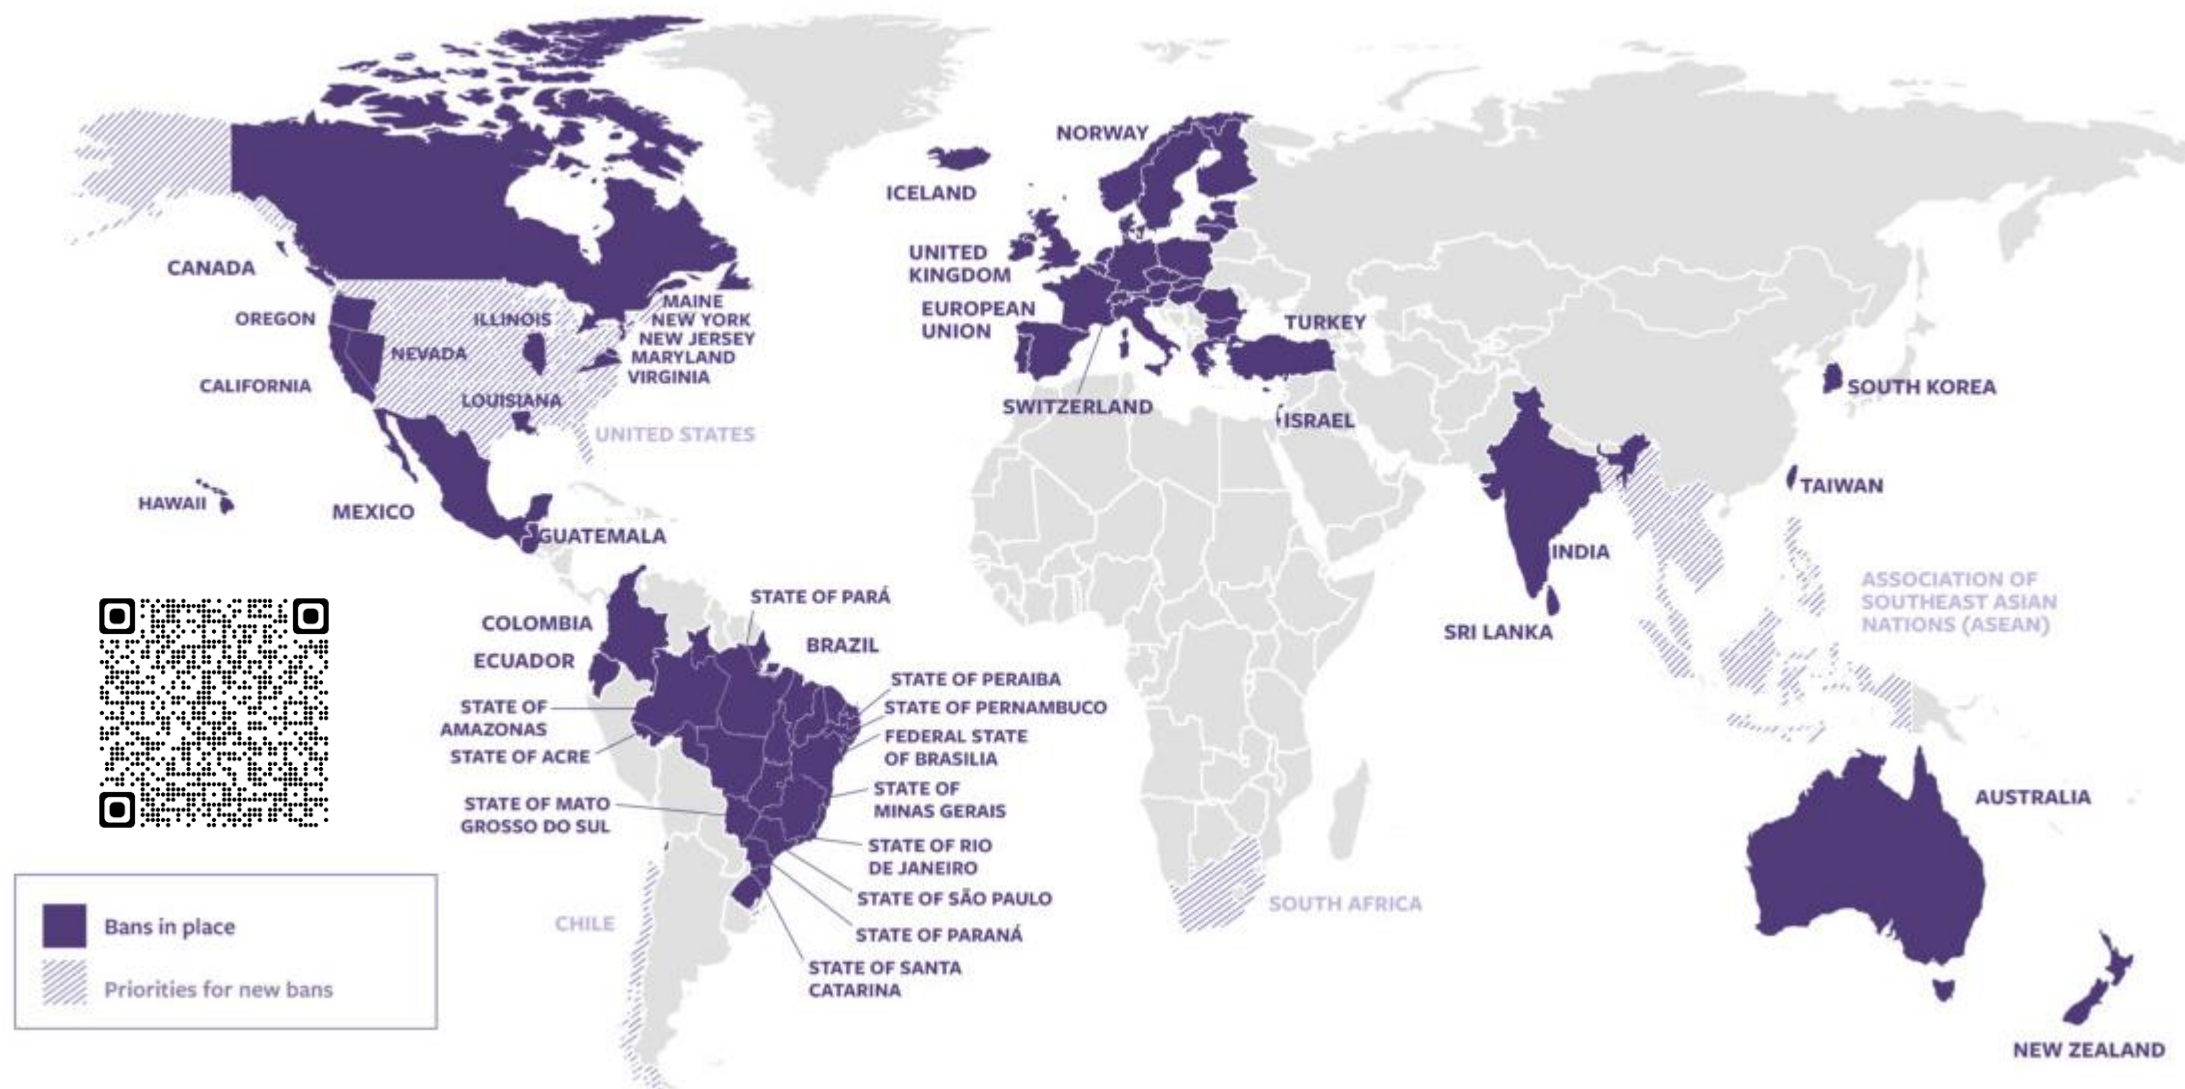 NORWAY
ICELAND
UNITED
KINGDOM
EUROPEAN
UNION
SWITZERLAND
TURKEY
ISRAEL
CANADA
OREGON
CALIFORNIA
NEVADA
ILLINOIS
LOUISIANA
MAINE
NEW YORK
NEW JERSEY
MARYLAND
VIRGINIA
UNITED STATES
HAWAII
MEXICO
GUATEMALA
SOUTH KOREA
TAIWAN
INDIA
SRI LANKA
ASSOCIATION OF
SOUTHEAST ASIAN
NATIONS (ASEAN)
COLOMBIA
ECUADOR
STATE OF PARÁ
BRAZIL
STATE OF
AMAZONAS
STATE OF ACRE
STATE OF MATO
GROSSO DO SUL
STATE OF PERAIBA
STATE OF PERNAMBUCO
FEDERAL STATE
OF BRASILIA
STATE OF
MINAS GERAIS
STATE OF RIO
DE JANEIRO
STATE OF SÃO PAULO
STATE OF PARANÁ
STATE OF SANTA
CATARINA
CHILE
SOUTH AFRICA
AUSTRALIA
NEW ZEALAND
Bans in place
Priorities for new bans